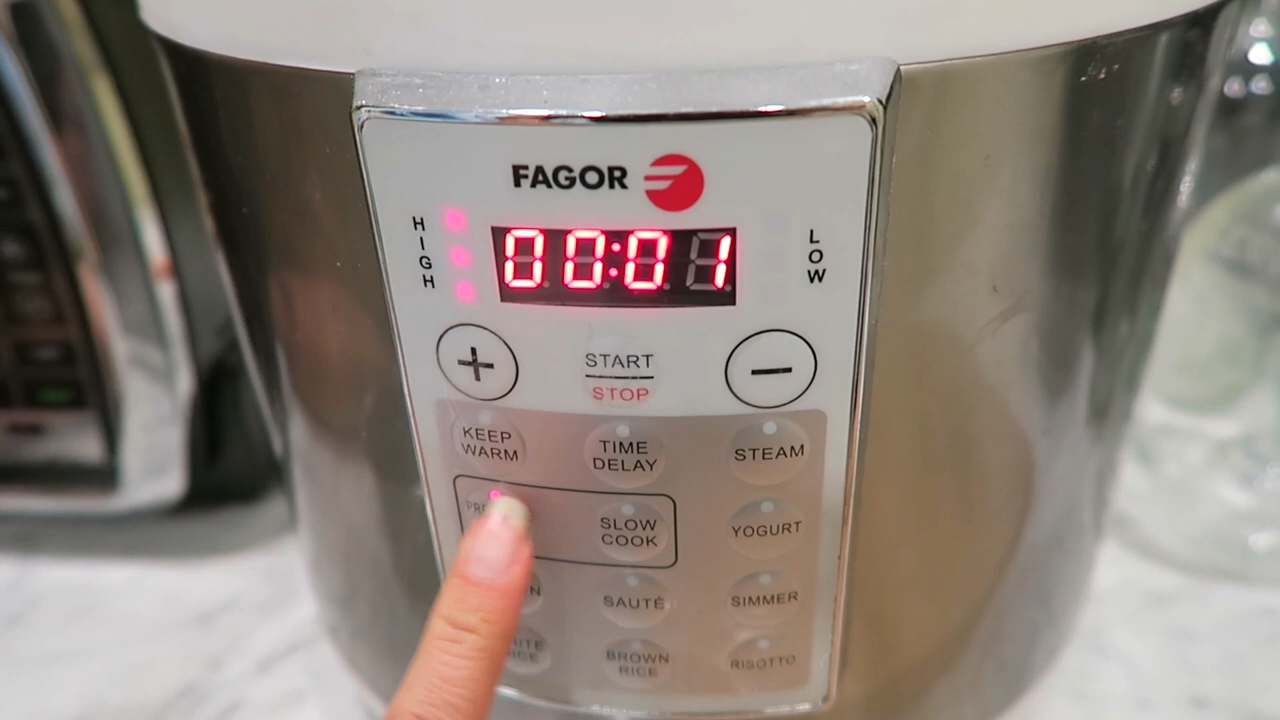 FAGOR
HIGH
00:01
LOW
+
START
STOP
−
KEEP
WARM
TIME
DELAY
STEAM
SLOW
COOK
YOGURT
SAUTÉ
SIMMER
BROWN
RICE
RISOTTO